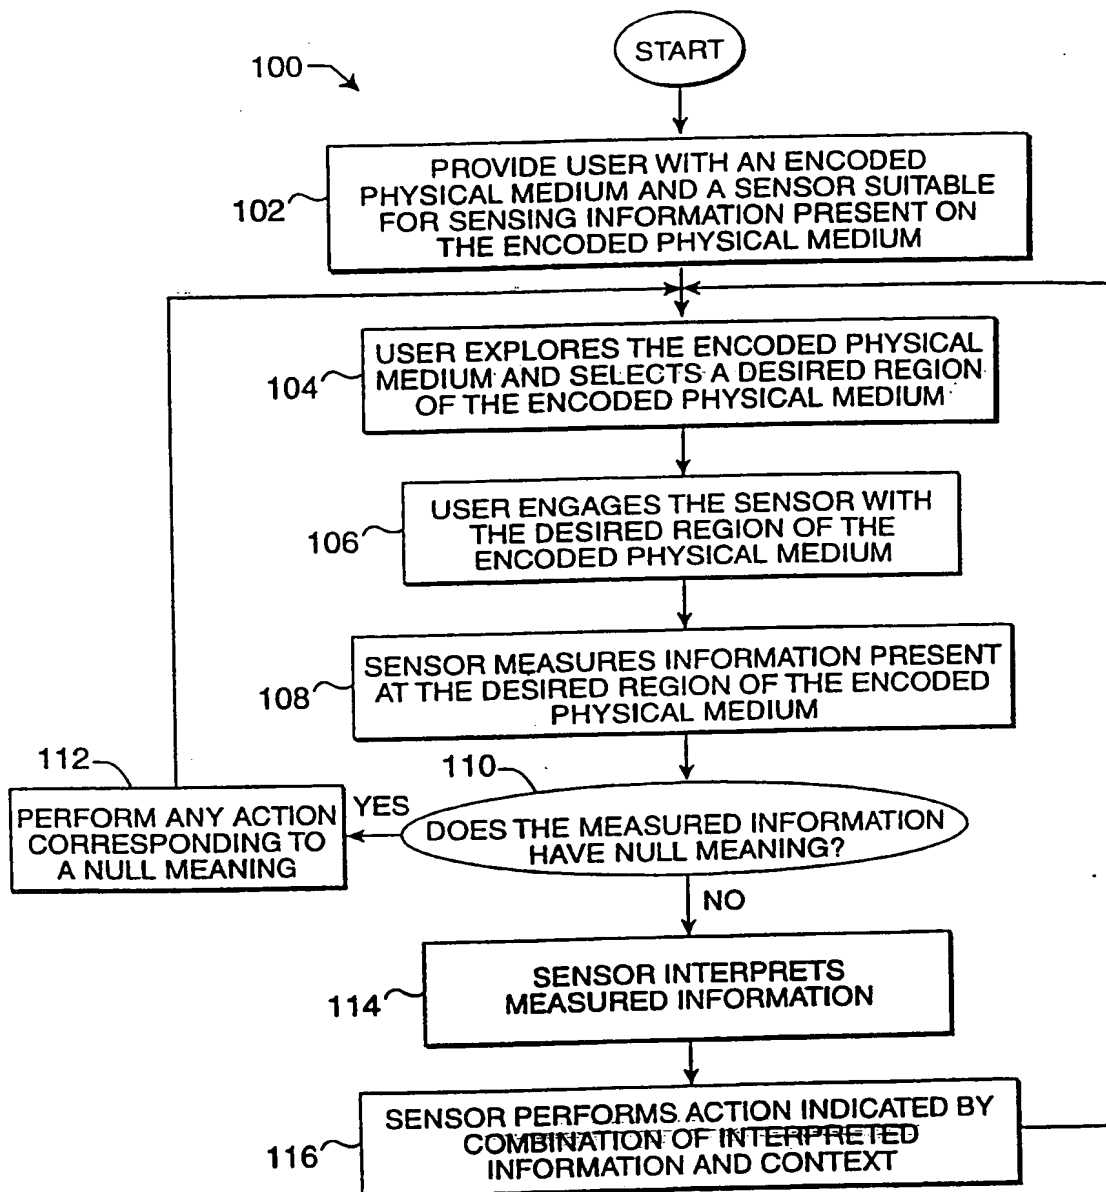 START
100
PROVIDE USER WITH AN ENCODED
PHYSICAL MEDIUM AND A SENSOR SUITABLE
FOR SENSING INFORMATION PRESENT ON
THE ENCODED PHYSICAL MEDIUM
102
USER EXPLORES THE ENCODED PHYSICAL
MEDIUM AND SELECTS A DESIRED REGION
OF THE ENCODED PHYSICAL MEDIUM
104
USER ENGAGES THE SENSOR WITH
THE DESIRED REGION OF THE
ENCODED PHYSICAL MEDIUM
106
SENSOR MEASURES INFORMATION PRESENT
AT THE DESIRED REGION OF THE ENCODED
PHYSICAL MEDIUM
108
110
DOES THE MEASURED INFORMATION
HAVE NULL MEANING?
YES
112
PERFORM ANY ACTION
CORRESPONDING TO
A NULL MEANING
NO
SENSOR INTERPRETS
MEASURED INFORMATION
114
SENSOR PERFORMS ACTION INDICATED BY
COMBINATION OF INTERPRETED
INFORMATION AND CONTEXT
116